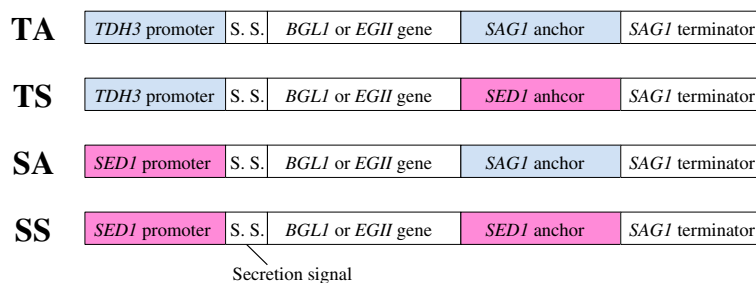 TA TDH3 promoter S. S. BGL1 or EGII gene SAG1 anchor SAG1 terminator
TS TDH3 promoter S. S. BGL1 or EGII gene SED1 anhcor SAG1 terminator
SA SED1 promoter S. S. BGL1 or EGII gene SAG1 anchor SAG1 terminator
SS SED1 promoter S. S. BGL1 or EGII gene SED1 anchor SAG1 terminator
Secretion signal